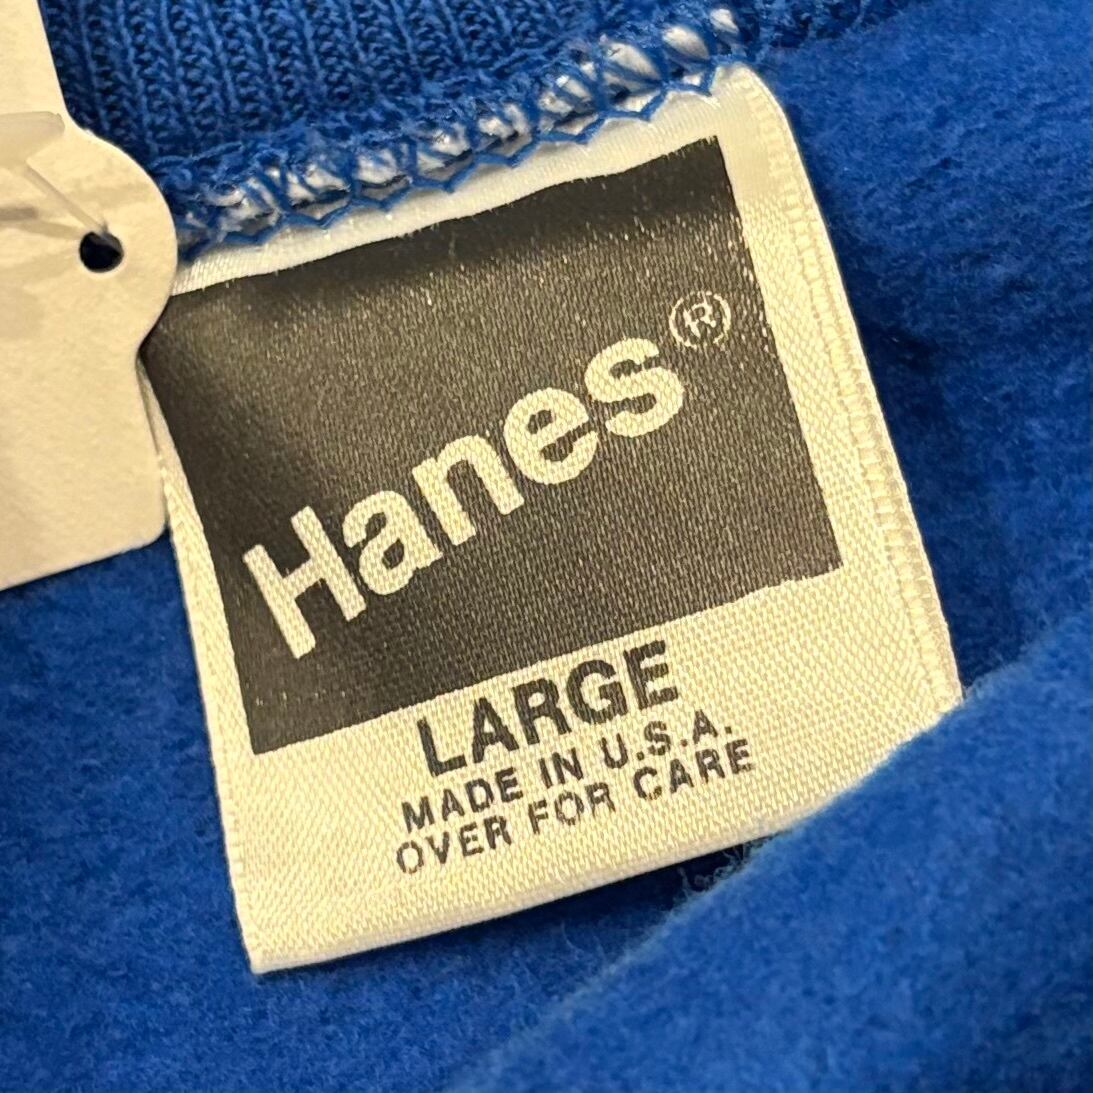 Hanes®
LARGE
MADE IN U.S.A.
OVER FOR CARE